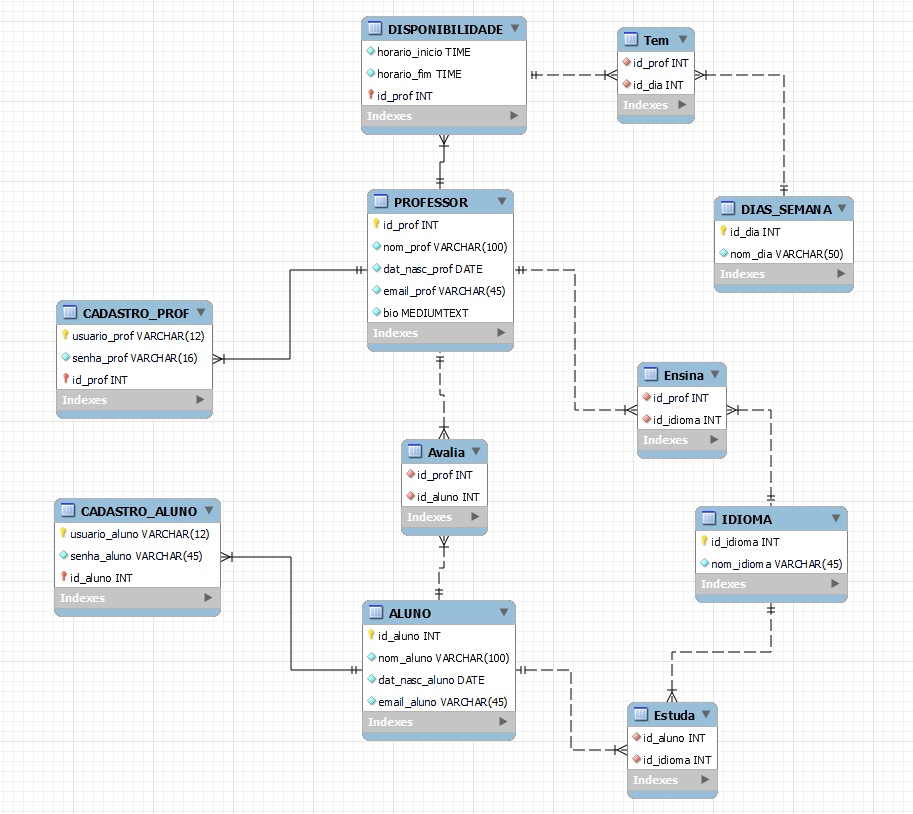 DISPONIBILIDADE
horario_inicio TIME
horario_fim TIME
id_prof INT
Indexes
Tem
id_prof INT
id_dia INT
Indexes
PROFESSOR
id_prof INT
nom_prof VARCHAR(100)
dat_nasc_prof DATE
email_prof VARCHAR(45)
bio MEDIUMTEXT
Indexes
DIAS_SEMANA
id_dia INT
nom_dia VARCHAR(50)
Indexes
CADASTRO_PROF
usuario_prof VARCHAR(12)
senha_prof VARCHAR(16)
id_prof INT
Indexes
Ensina
id_prof INT
id_idioma INT
Indexes
Avalia
id_prof INT
id_aluno INT
Indexes
CADASTRO_ALUNO
usuario_aluno VARCHAR(12)
senha_aluno VARCHAR(45)
id_aluno INT
Indexes
IDIOMA
id_idioma INT
nom_idioma VARCHAR(45)
Indexes
ALUNO
id_aluno INT
nom_aluno VARCHAR(100)
dat_nasc_aluno DATE
email_aluno VARCHAR(45)
Indexes
Estuda
id_aluno INT
id_idioma INT
Indexes